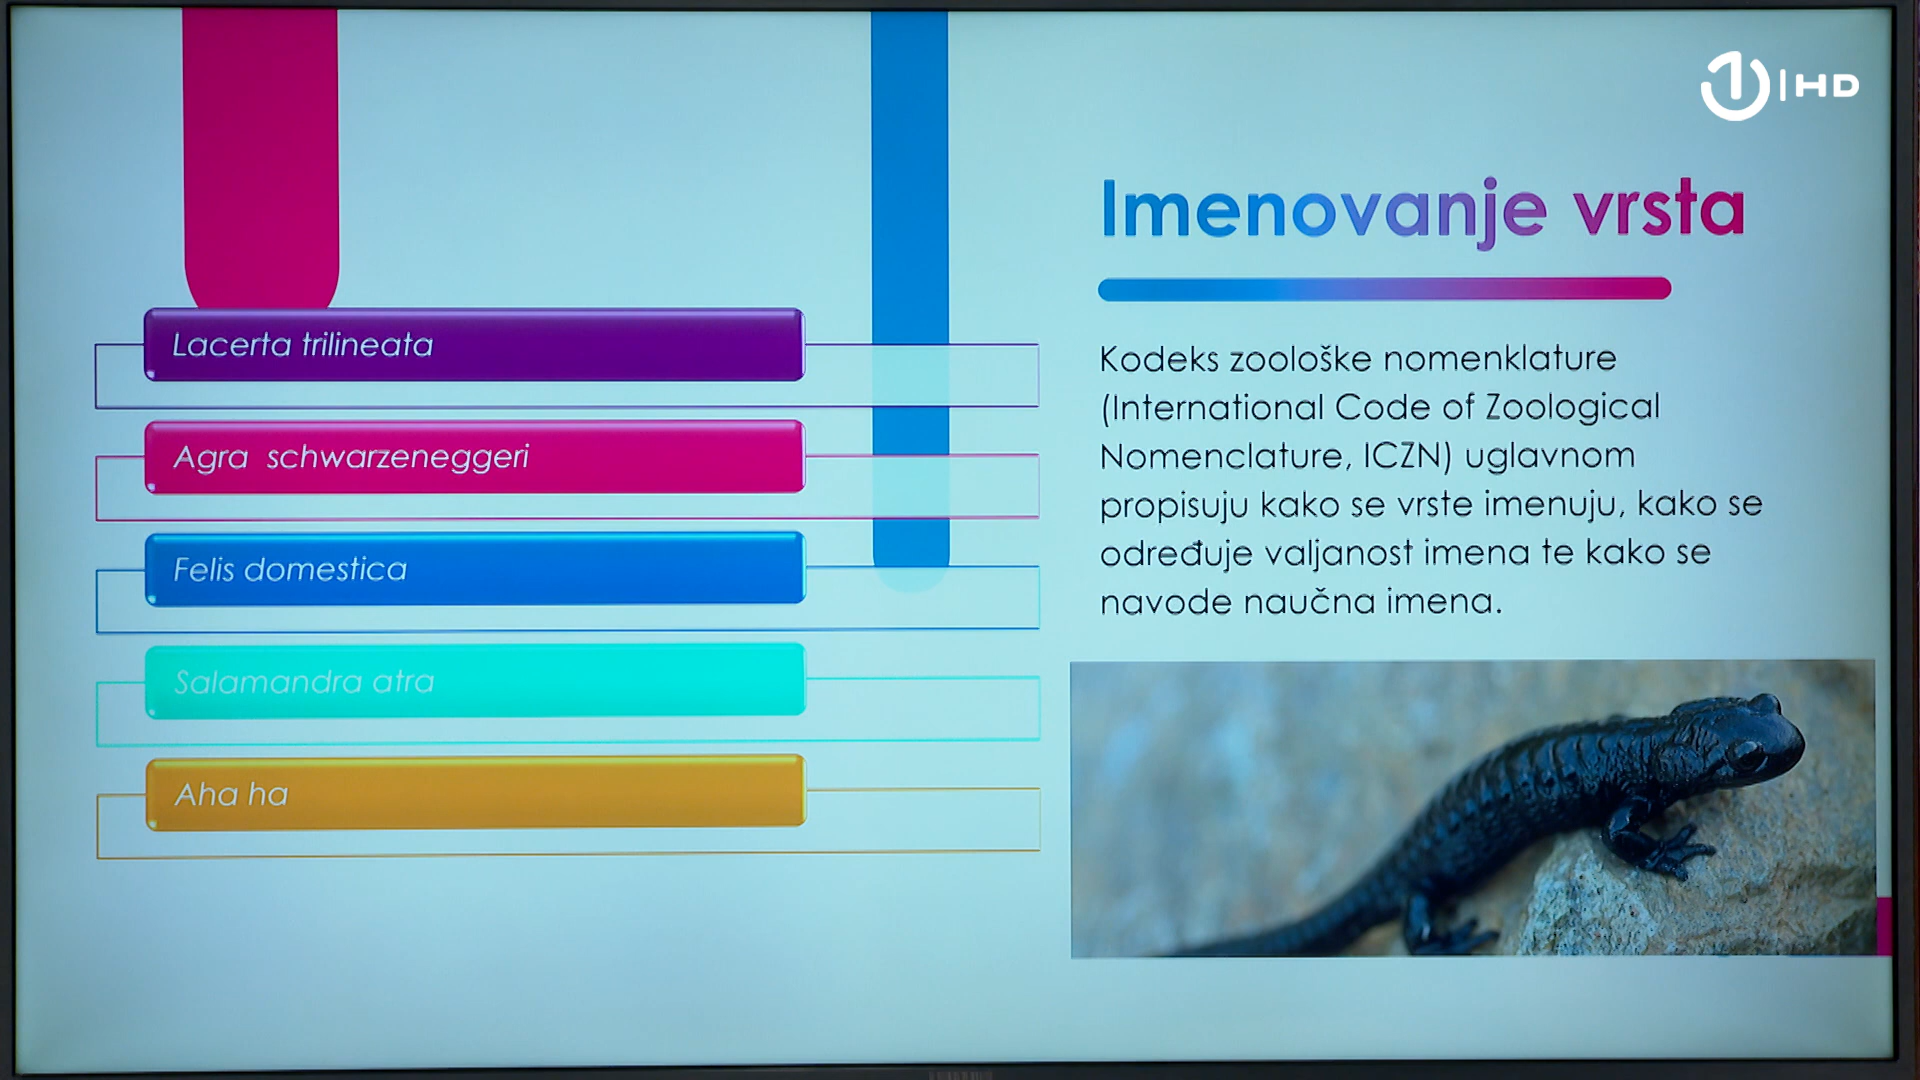 1 | HD
Lacerta trilineata
Agra schwarzeneggeri
Felis domestica
Salamandra atra
Aha ha
Imenovanje vrsta
Kodeks zoološke nomenklature
(International Code of Zoological
Nomenclature, ICZN) uglavnom
propisuju kako se vrste imenuju, kako se
određuje valjanost imena te kako se
navode naučna imena.